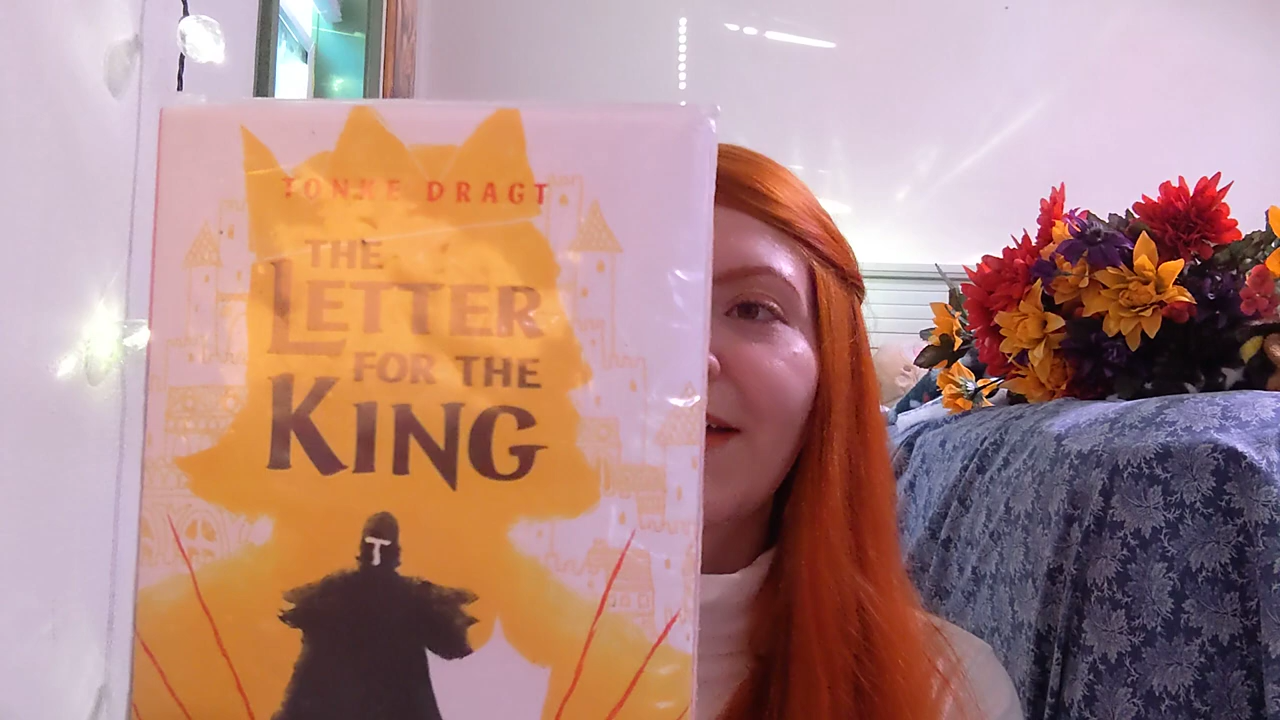 TONKE DRAGT
THE
LETTER
FOR THE
KING